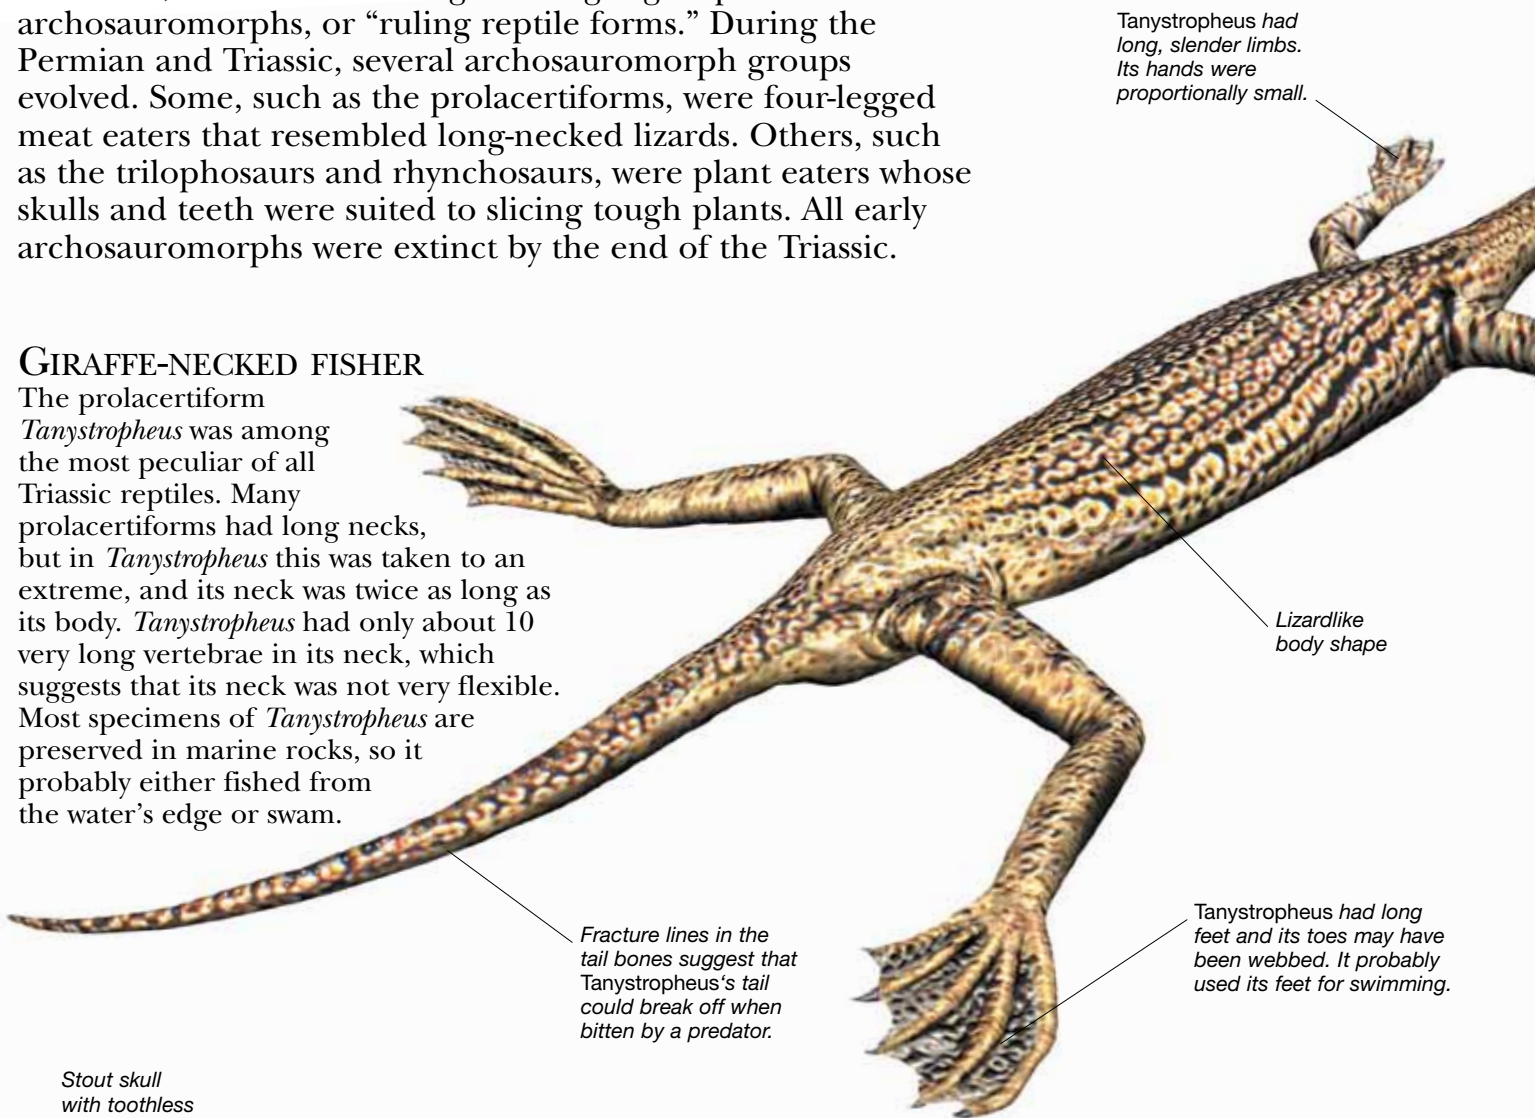 archosauromorphs, or “ruling reptile forms.” During the
Permian and Triassic, several archosauromorph groups
evolved. Some, such as the prolacertiforms, were four-legged
meat eaters that resembled long-necked lizards. Others, such
as the trilophosaurs and rhynchosaurs, were plant eaters whose
skulls and teeth were suited to slicing tough plants. All early
archosauromorphs were extinct by the end of the Triassic.
Tanystropheus had
long, slender limbs.
Its hands were
proportionally small.
GIRAFFE-NECKED FISHER
The prolacertiform
Tanystropheus was among
the most peculiar of all
Triassic reptiles. Many
prolacertiforms had long necks,
but in Tanystropheus this was taken to an
extreme, and its neck was twice as long as
its body. Tanystropheus had only about 10
very long vertebrae in its neck, which
suggests that its neck was not very flexible.
Most specimens of Tanystropheus are
preserved in marine rocks, so it
probably either fished from
the water’s edge or swam.
Lizardlike
body shape
Fracture lines in the
tail bones suggest that
Tanystropheus‘s tail
could break off when
bitten by a predator.
Tanystropheus had long
feet and its toes may have
been webbed. It probably
used its feet for swimming.
Stout skull
with toothless